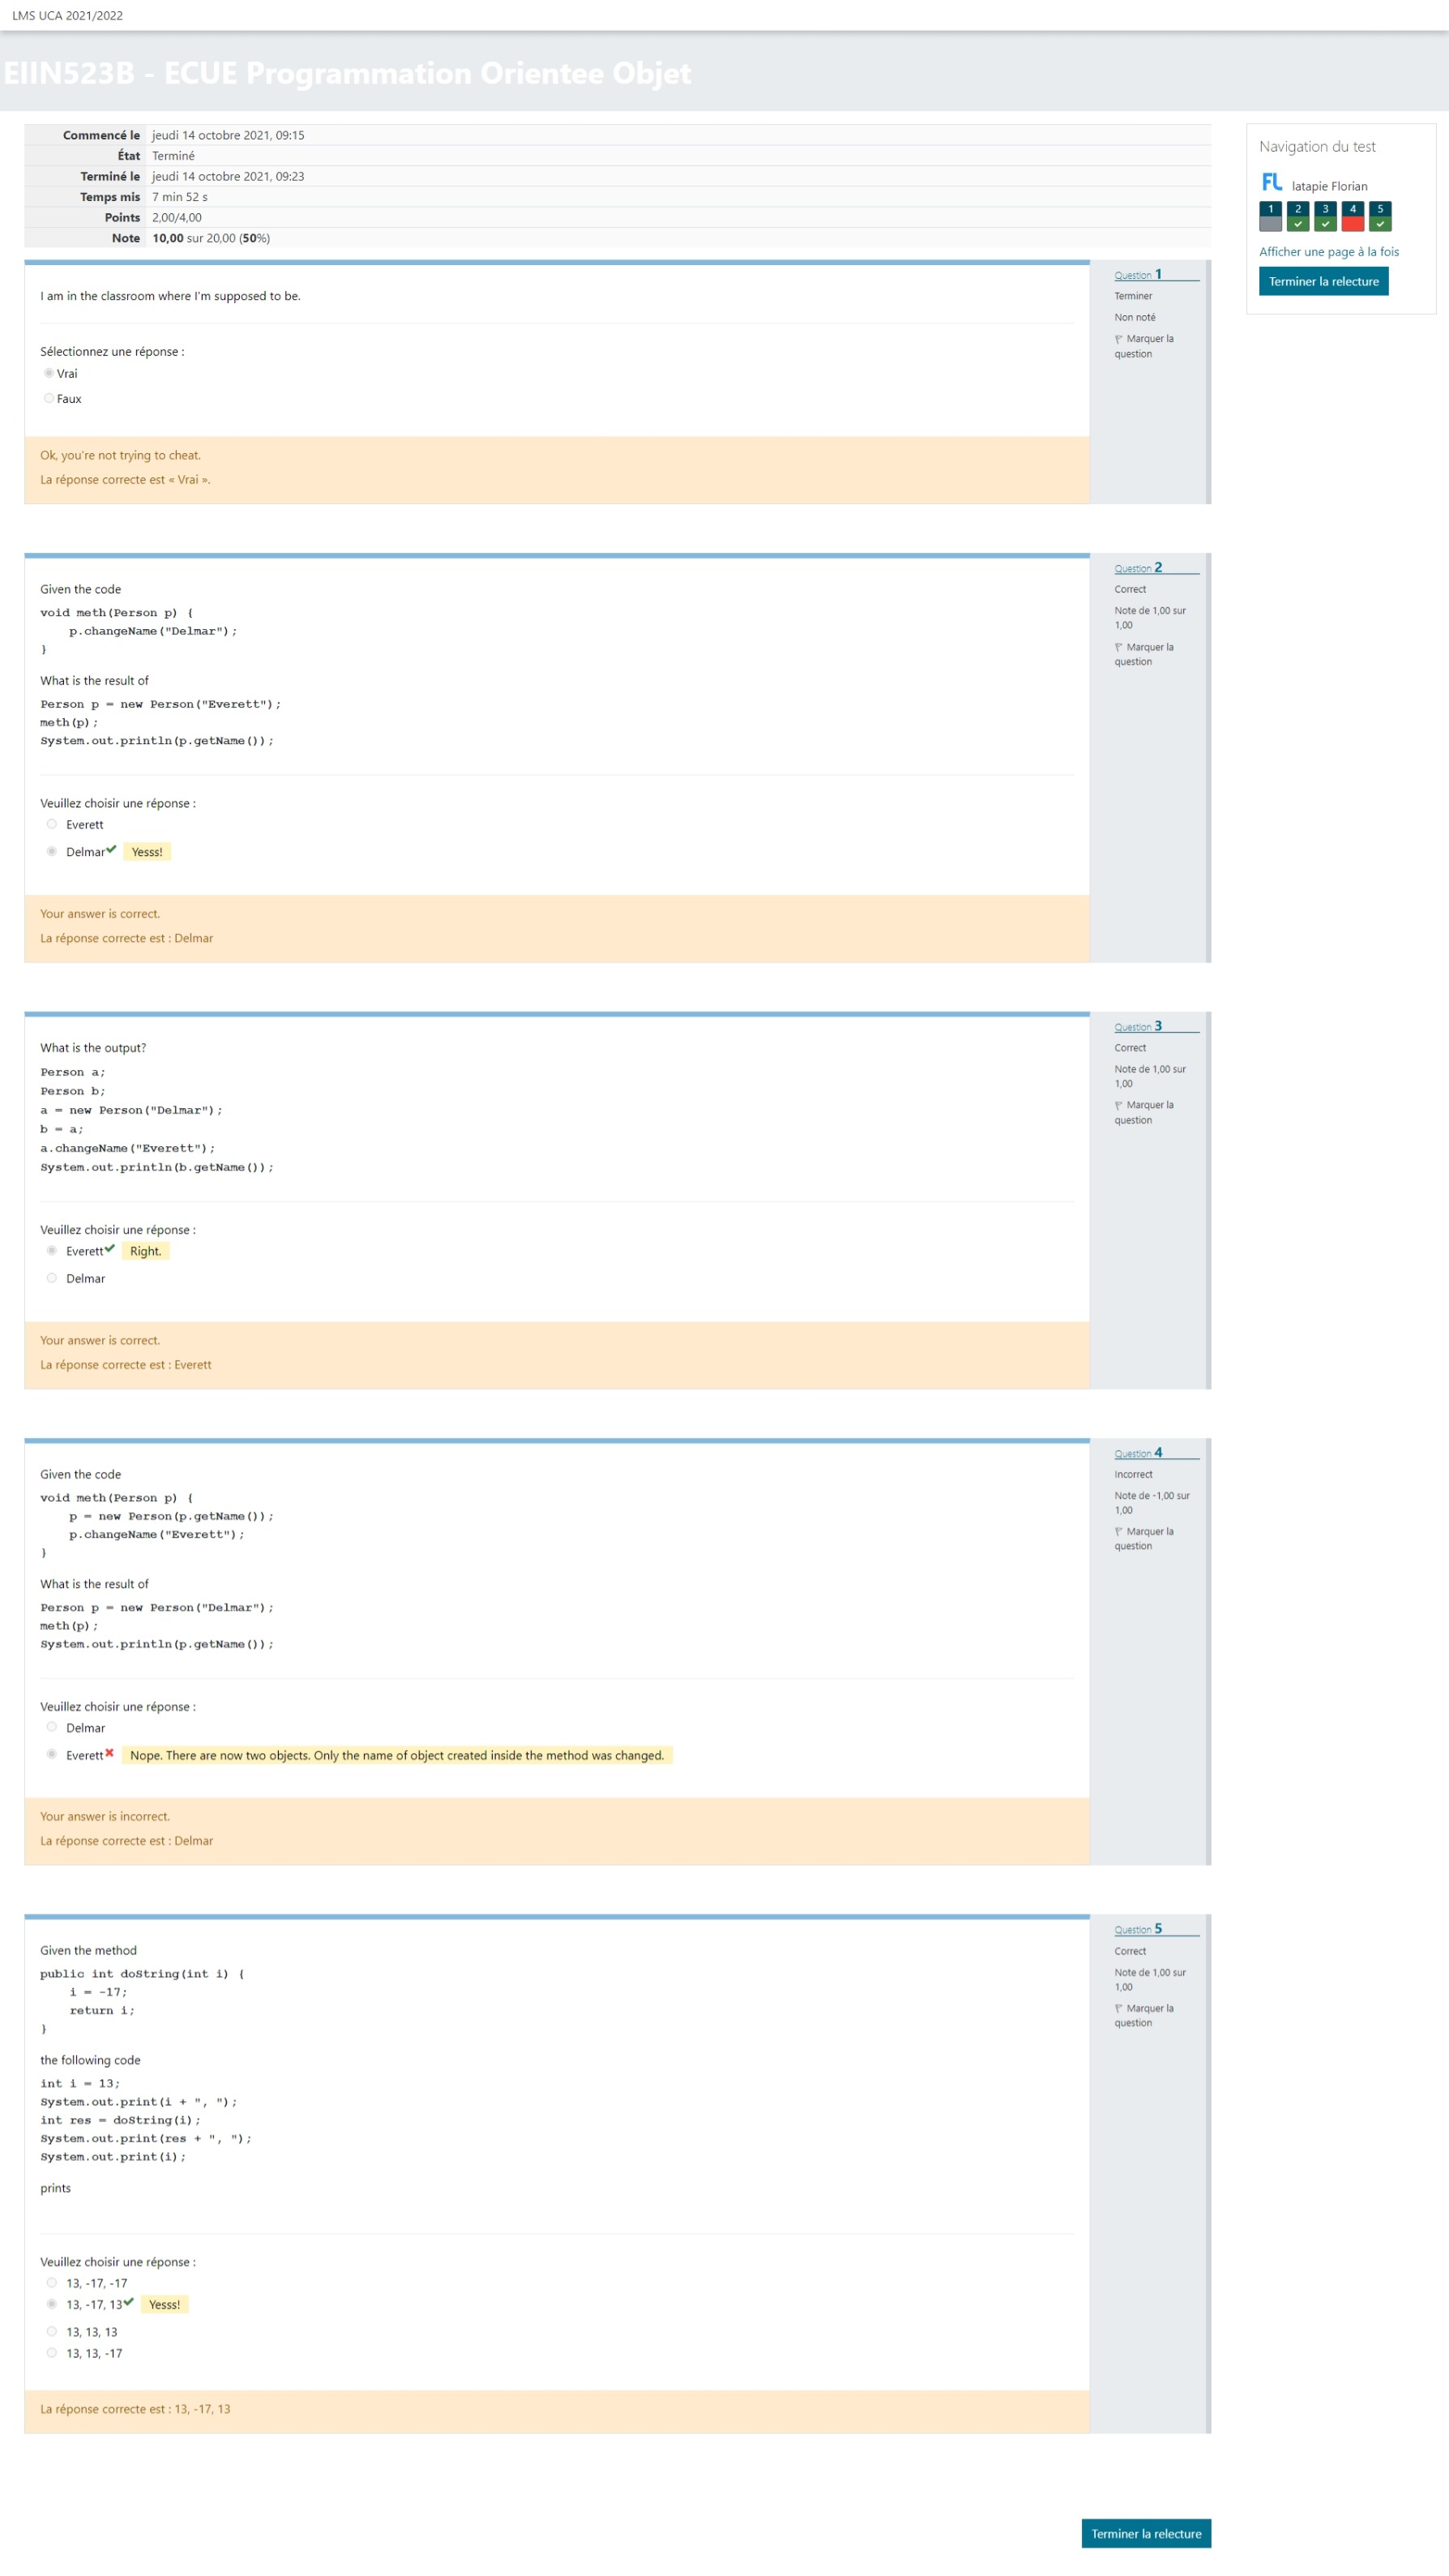 LMS UCA 2021/2022
EIIN523B - ECUE Programmation Orientee Objet
Commencé le jeudi 14 octobre 2021, 09:15
État Terminé
Terminé le jeudi 14 octobre 2021, 09:23
Temps mis 7 min 52 s
Points 2,00/4,00
Note 10,00 sur 20,00 (50%)
Navigation du test
FL latapie Florian
1 2 3 4 5
Afficher une page à la fois
Terminer la relecture
Question 1
Terminer
Non noté
Marquer la
question
I am in the classroom where I'm supposed to be.
Sélectionnez une réponse :
Vrai
Faux
Ok, you're not trying to cheat.
La réponse correcte est « Vrai ».
Question 2
Correct
Note de 1,00 sur
1,00
Marquer la
question
Given the code
void meth(Person p) {
    p.changeName("Delmar");
}
What is the result of
Person p = new Person("Everett");
meth(p);
System.out.println(p.getName());
Veuillez choisir une réponse :
Everett
Delmar Yesss!
Your answer is correct.
La réponse correcte est : Delmar
Question 3
Correct
Note de 1,00 sur
1,00
Marquer la
question
What is the output?
Person a;
Person b;
a = new Person("Delmar");
b = a;
a.changeName("Everett");
System.out.println(b.getName());
Veuillez choisir une réponse :
Everett Right.
Delmar
Your answer is correct.
La réponse correcte est : Everett
Question 4
Incorrect
Note de -1,00 sur
1,00
Marquer la
question
Given the code
void meth(Person p) {
    p = new Person(p.getName());
    p.changeName("Everett");
}
What is the result of
Person p = new Person("Delmar");
meth(p);
System.out.println(p.getName());
Veuillez choisir une réponse :
Delmar
Everett Nope. There are now two objects. Only the name of object created inside the method was changed.
Your answer is incorrect.
La réponse correcte est : Delmar
Question 5
Correct
Note de 1,00 sur
1,00
Marquer la
question
Given the method
public int doString(int i) {
    i = -17;
    return i;
}
the following code
int i = 13;
System.out.print(i + ", ");
int res = doString(i);
System.out.print(res + ", ");
System.out.print(i);
prints
Veuillez choisir une réponse :
13, -17, -17
13, -17, 13 Yesss!
13, 13, 13
13, 13, -17
La réponse correcte est : 13, -17, 13
Terminer la relecture